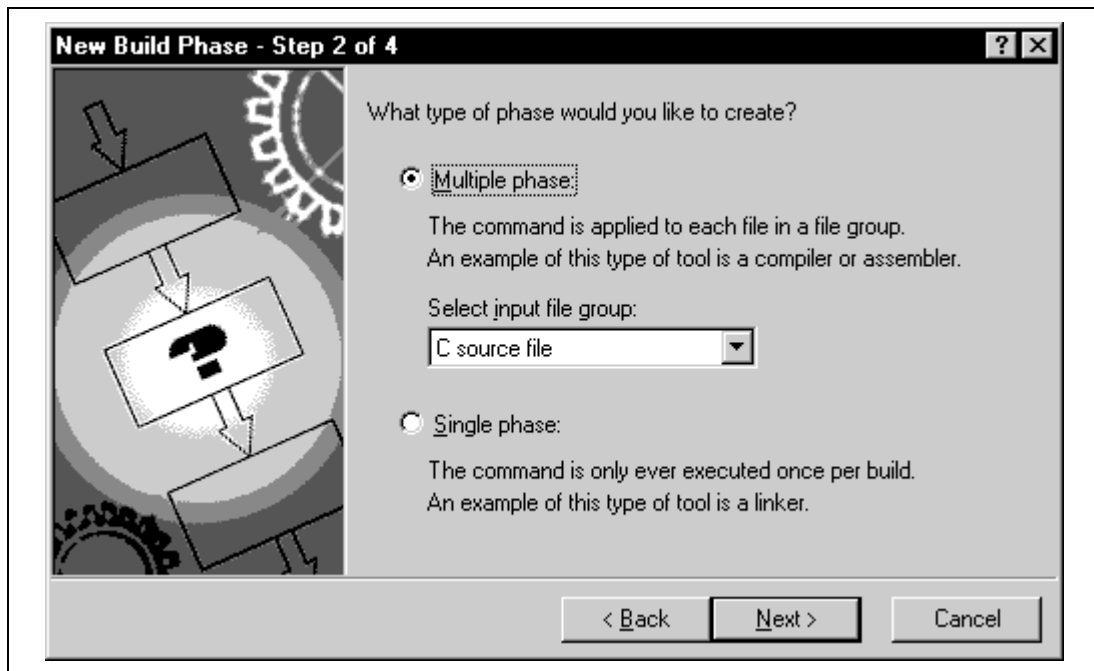 New Build Phase - Step 2 of 4
What type of phase would you like to create?
Multiple phase:
The command is applied to each file in a file group.
An example of this type of tool is a compiler or assembler.
Select input file group:
C source file
Single phase:
The command is only ever executed once per build.
An example of this type of tool is a linker.
< Back
Next >
Cancel